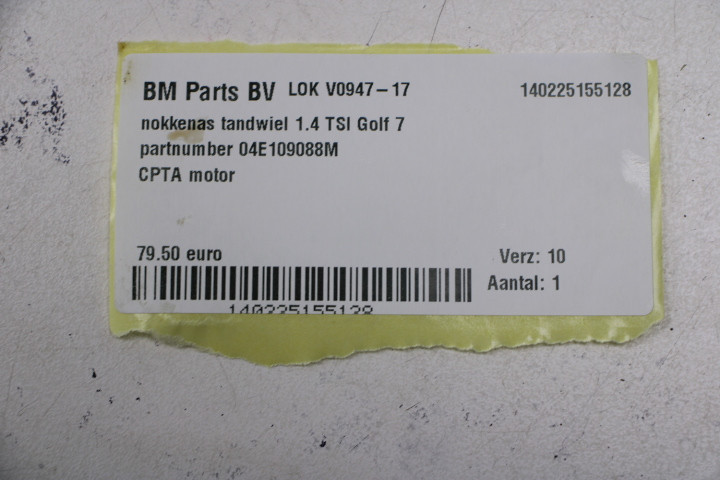 BM Parts BV LOK V0947-17 140225155128
nokkenas tandwiel 1.4 TSI Golf 7
partnumber 04E109088M
CPTA motor
79.50 euro Verz: 10
Aantal: 1
140225155128